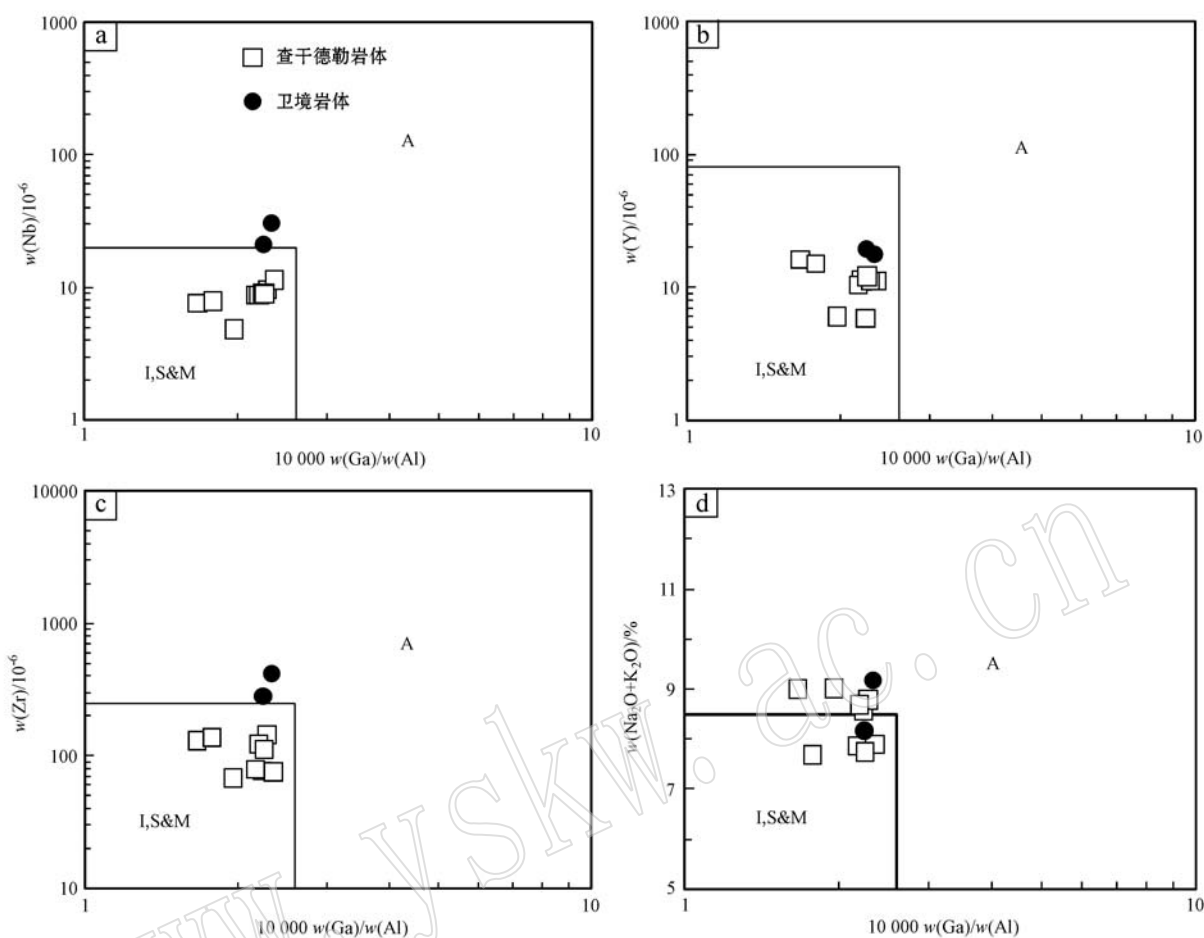 a
1000
100
10
1
w(Nb)/10⁻⁶
查干德勒岩体
卫境岩体
A
I,S&M
1
10
10 000 w(Ga)/w(Al)
b
1000
100
10
1
w(Y)/10⁻⁶
A
I,S&M
1
10
10 000 w(Ga)/w(Al)
c
10000
1000
100
10
w(Zr)/10⁻⁶
A
I,S&M
1
10
10 000 w(Ga)/w(Al)
d
13
11
9
7
5
w(Na₂O+K₂O)/%
A
I,S&M
1
10
10 000 w(Ga)/w(Al)
www.yskw.ac.cn